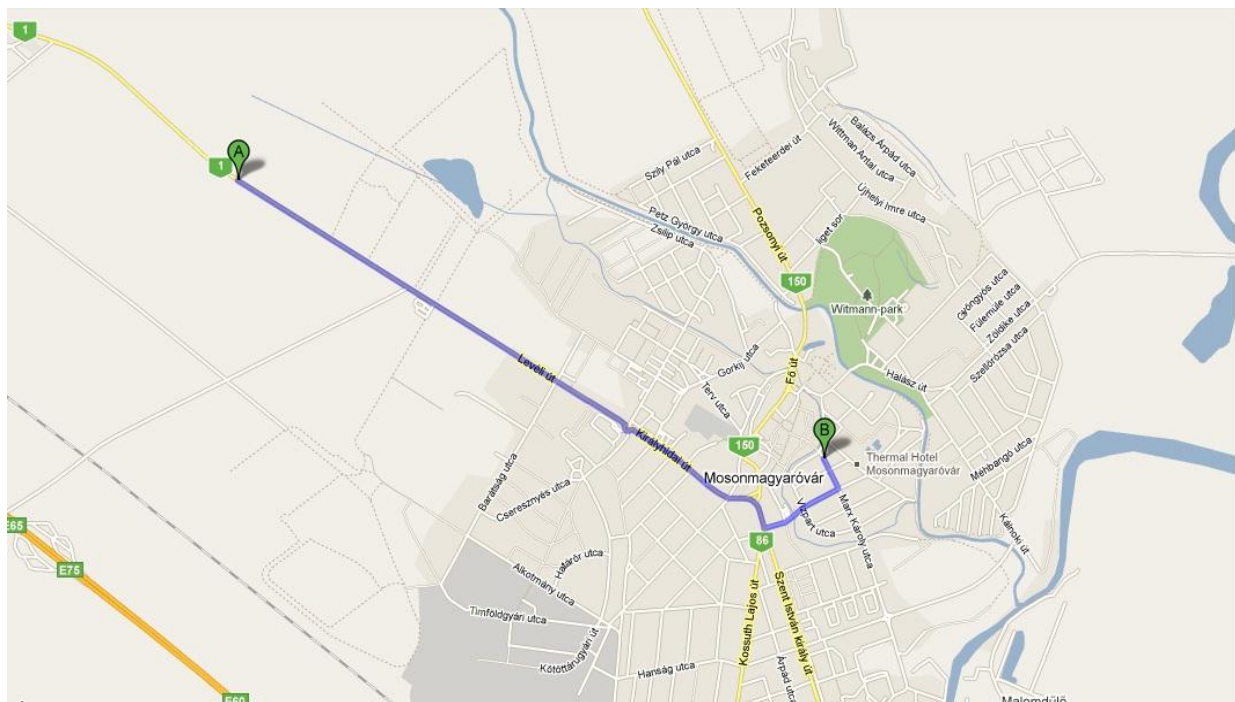 1
Balázs Árpád utca
Wittman Antal utca
Szily Pál utca
Feketeerdei út
A
1
Újhelyi Imre utca
Petz György utca
Zsilip utca
Pozsonyi út
liget sor
150
Witmann-park
Gyöngyös utca
Fülemüle utca
Zöldike utca
Szellőrózsa utca
Levéli út
Gorkij utca
Fő út
Halász út
Terv utca
Királyhidai út
150
B
Thermal Hotel
Mosonmagyaróvár
Mosonmagyaróvár
Méhbangó utca
Barátság utca
Cseresznyés utca
Vízpart utca
Marx Károly utca
Kálnoki út
E65
86
Határőr utca
E75
Alkotmány utca
Timföldgyári utca
Kossuth Lajos út
Szent István király út
Kötöttárugyári út
Hanság utca
Árpád utca
E60
Malomdűlő